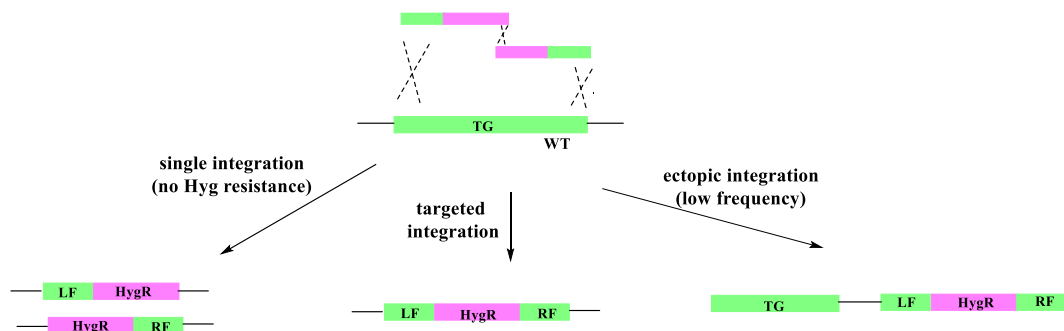 TG
WT
single integration
(no Hyg resistance)
targeted
integration
ectopic integration
(low frequency)
LF HygR
HygR RF
LF HygR RF
TG LF HygR RF